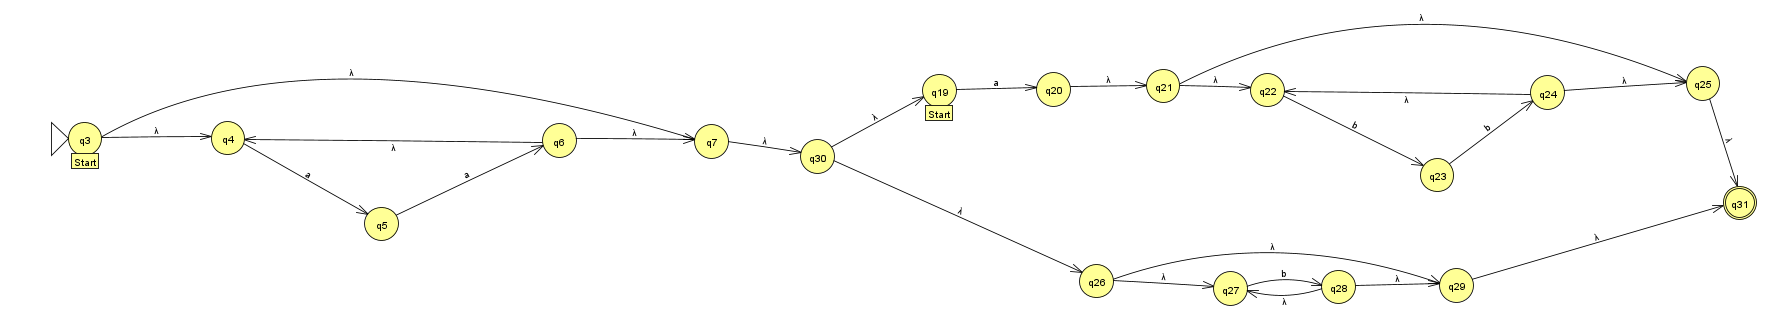 λ
λ
q19
a
q20
λ
q21
λ
q22
λ
q24
λ
q25
Start
b
b
q23
λ
λ
q3
Start
λ
q4
λ
q6
λ
q7
λ
q30
a
a
q5
λ
λ
q31
λ
q26
λ
λ
q27
b
λ
q28
λ
q29
λ